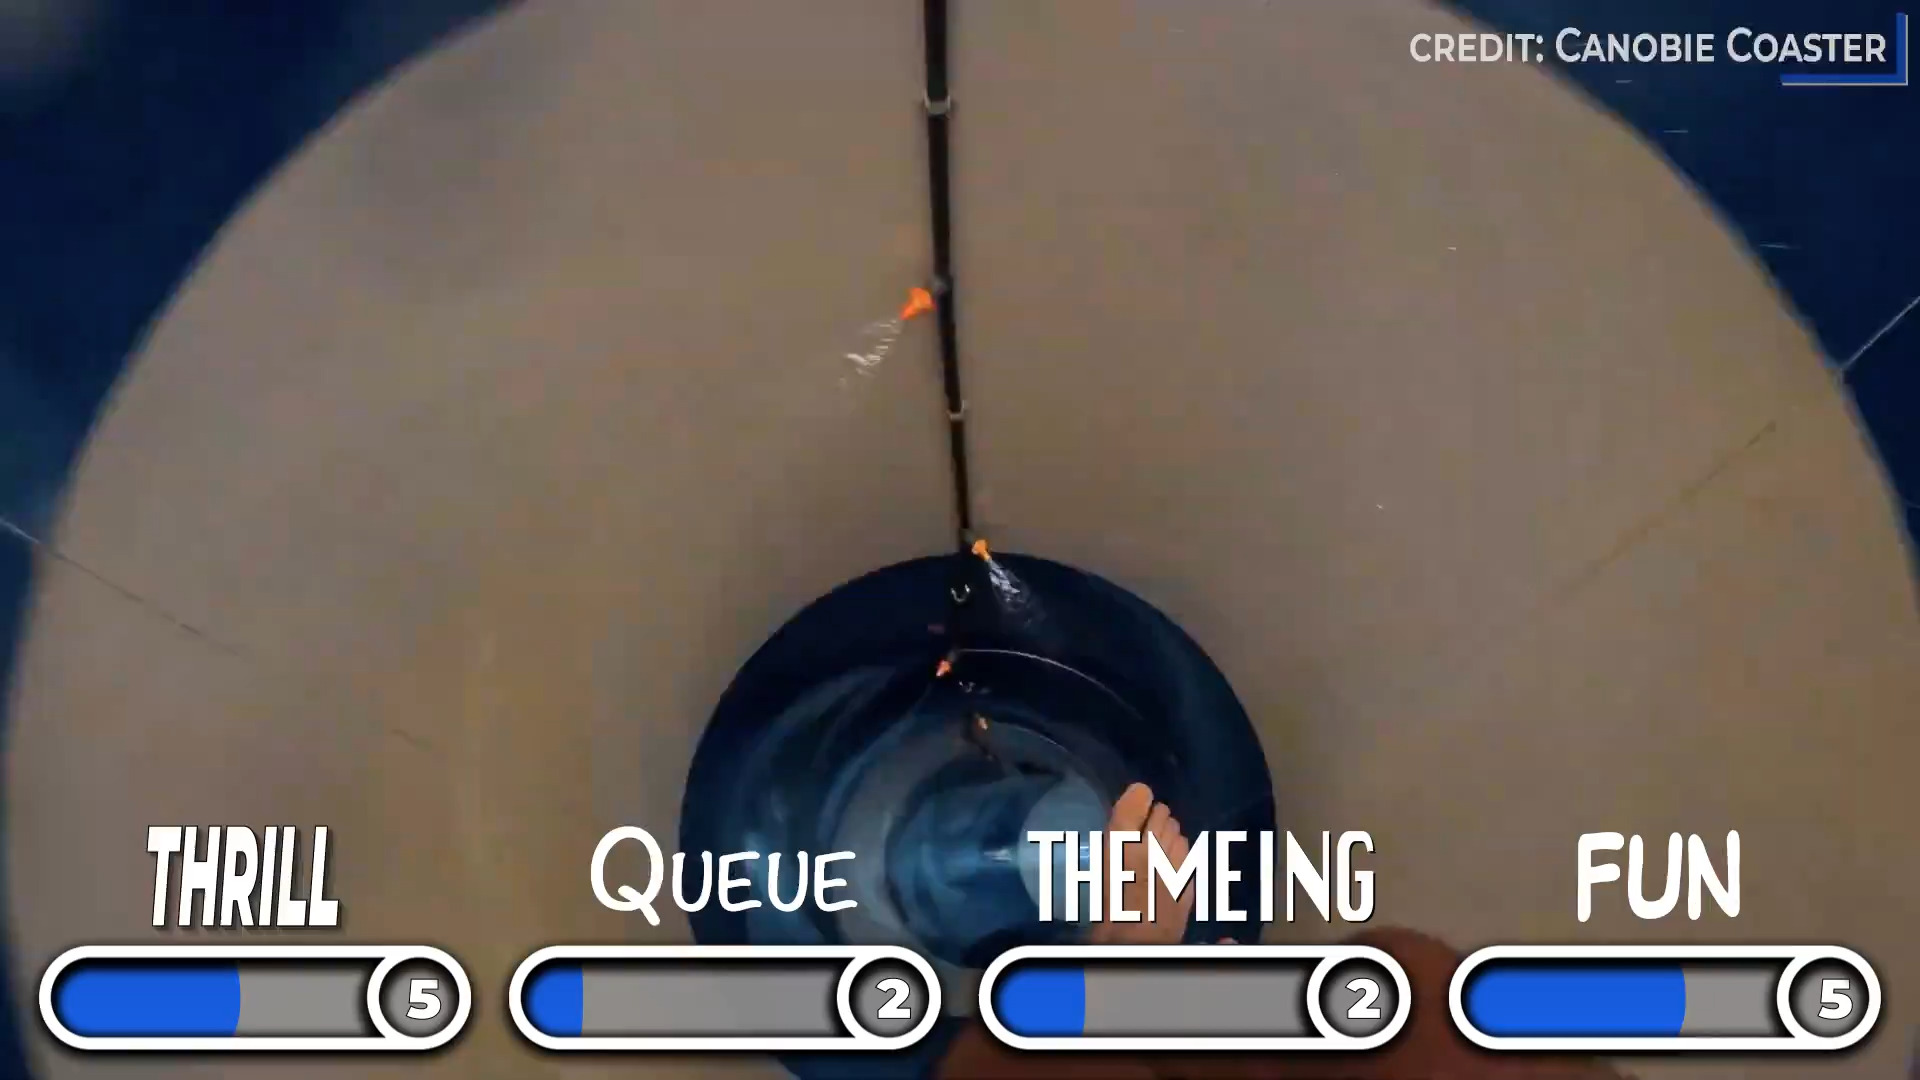 CREDIT: CANOBIE COASTER
THRILL
QUEUE
THEMEING
FUN
5
2
2
5